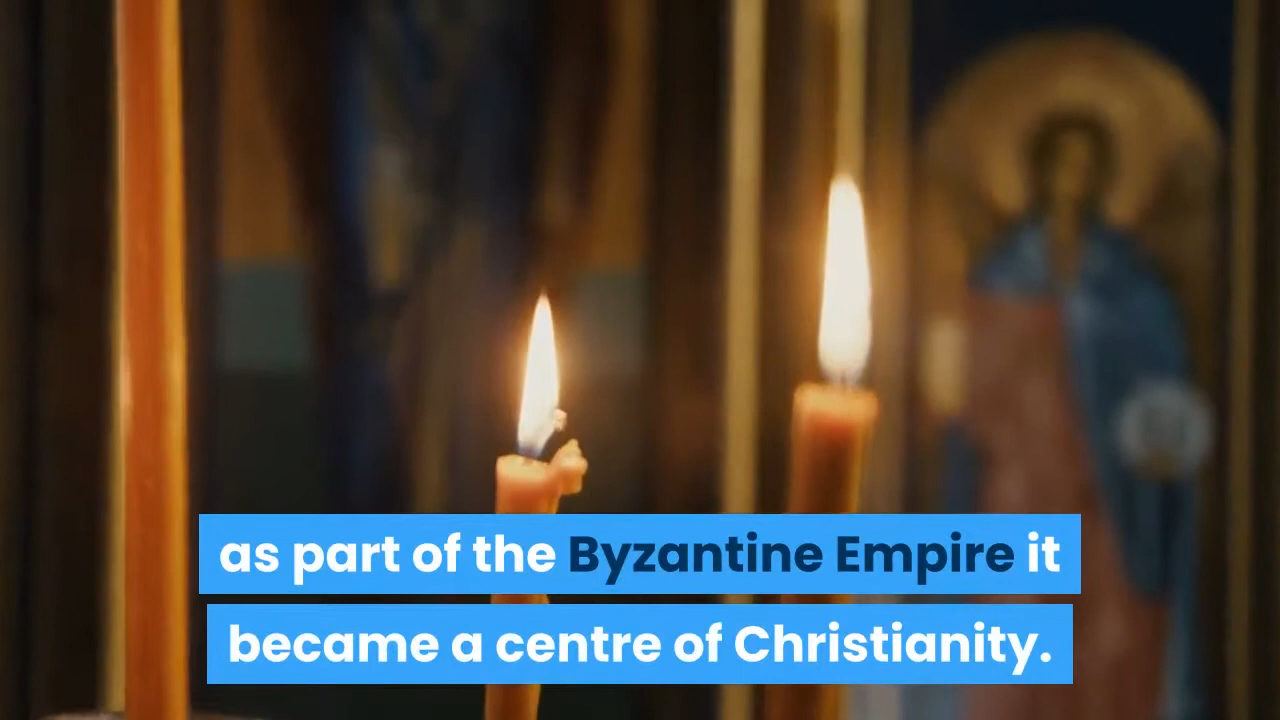 as part of the Byzantine Empire it
became a centre of Christianity.